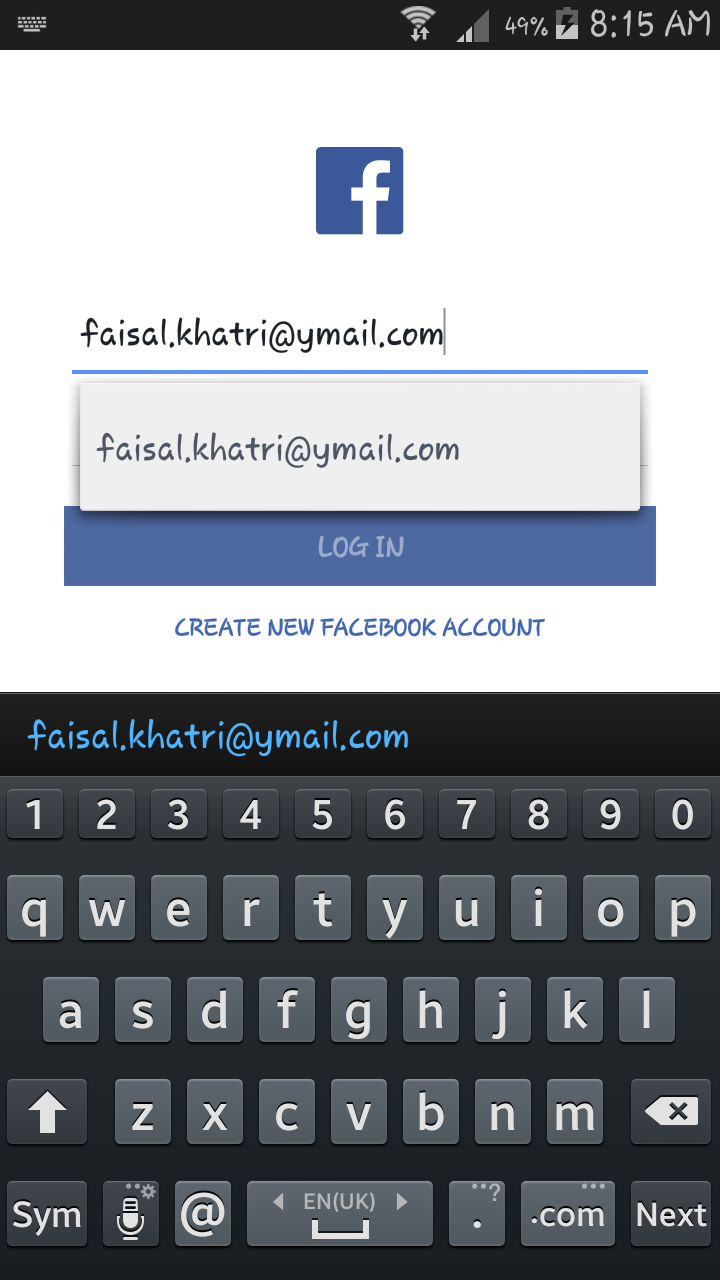 49% 8:15 AM
f
faisal.khatri@ymail.com
faisal.khatri@ymail.com
LOG IN
CREATE NEW FACEBOOK ACCOUNT
faisal.khatri@ymail.com
1 2 3 4 5 6 7 8 9 0
q w e r t y u i o p
a s d f g h j k l
z x c v b n m
Sym @ EN(UK) . ? .com Next